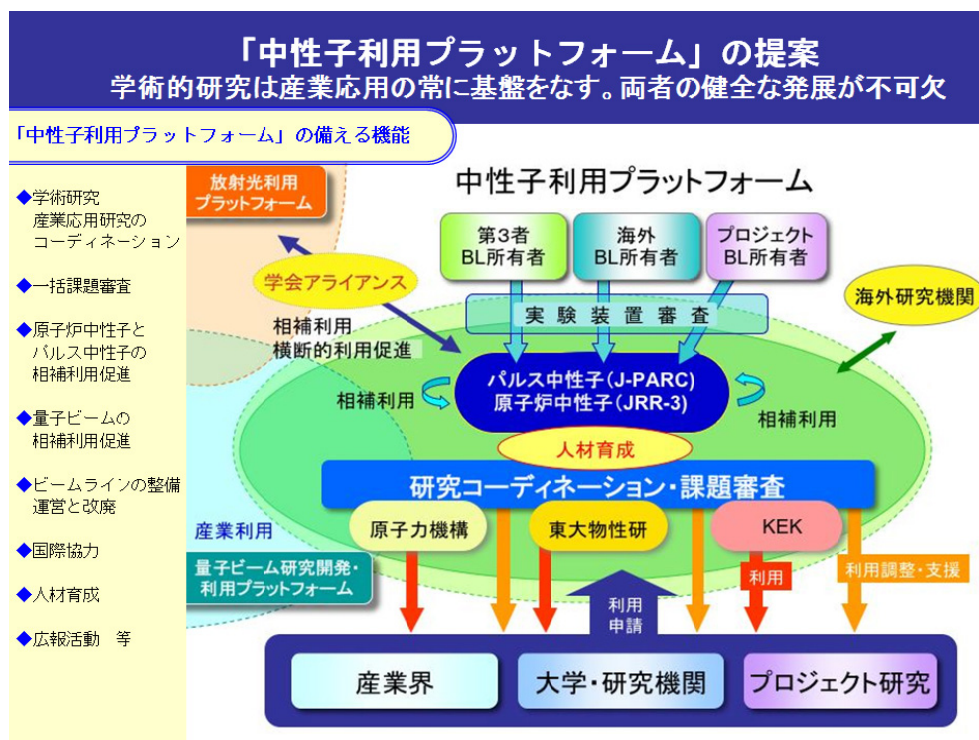 「中性子利用プラットフォーム」の提案
学術的研究は産業応用の常に基盤をなす。両者の健全な発展が不可欠
「中性子利用プラットフォーム」の備える機能
◆学術研究
産業応用研究の
コーディネーション
◆一括課題審査
◆原子炉中性子と
パルス中性子の
相補利用促進
◆量子ビームの
相補利用促進
◆ビームラインの整備
運営と改廃
◆国際協力
◆人材育成
◆広報活動 等
放射光利用
プラットフォーム
中性子利用プラットフォーム
第3者
BL所有者
海外
BL所有者
プロジェクト
BL所有者
学会アライアンス
海外研究機関
実験装置審査
相補利用
横断的利用促進
パルス中性子(J-PARC)
原子炉中性子(JRR-3)
相補利用
相補利用
人材育成
研究コーディネーション・課題審査
原子力機構
東大物性研
KEK
産業利用
量子ビーム研究開発・
利用プラットフォーム
利用
利用調整・支援
利用
申請
産業界
大学・研究機関
プロジェクト研究